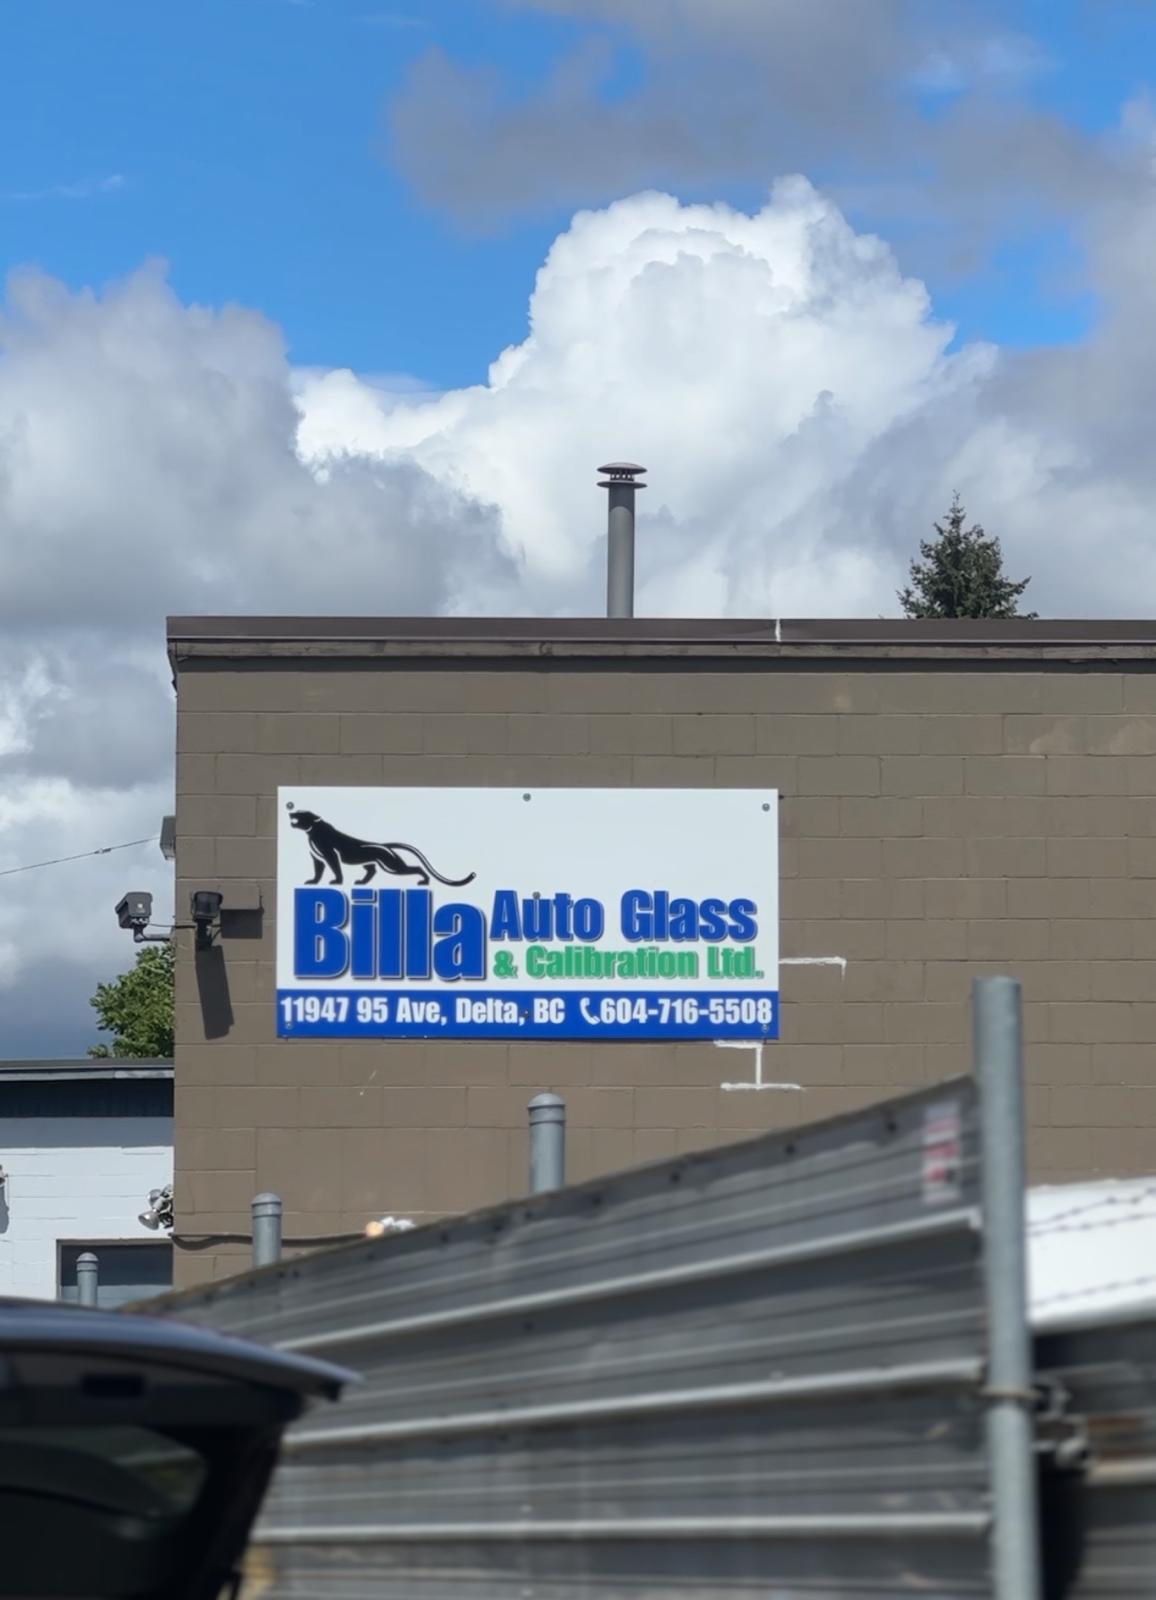 Billa Auto Glass
& Calibration Ltd.
11947 95 Ave, Delta, BC 604-716-5508